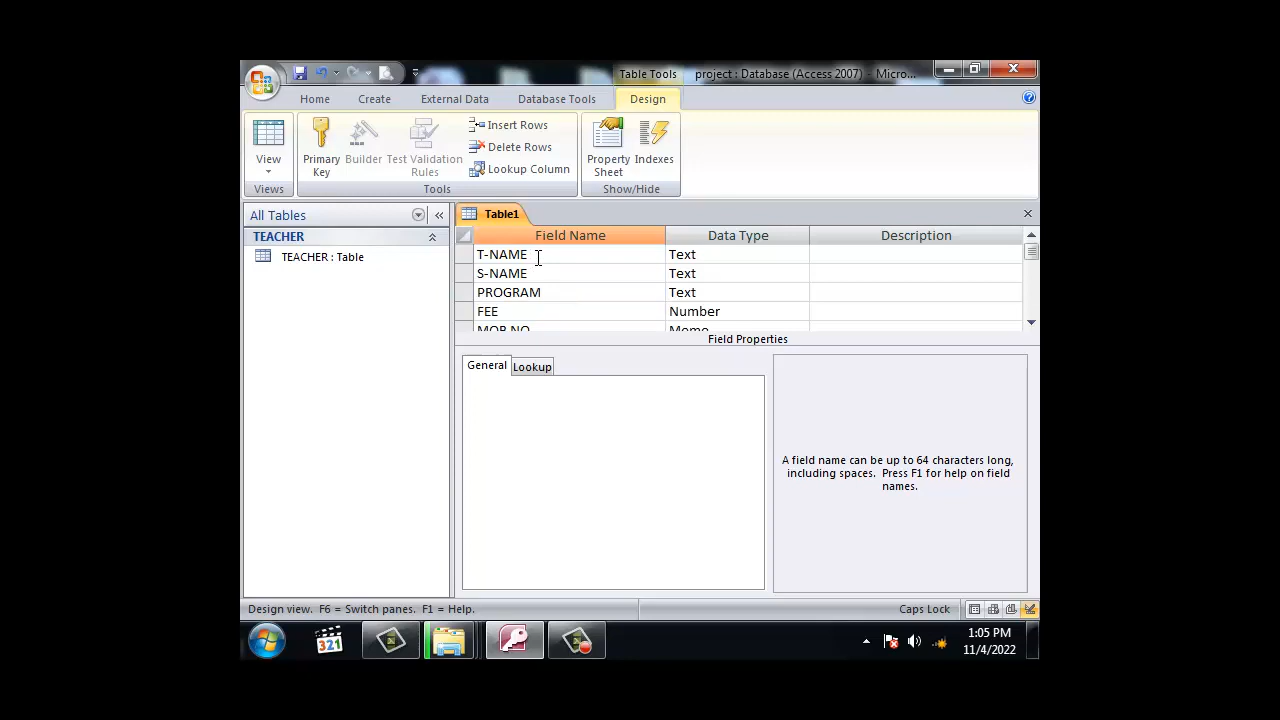 Table Tools project : Database (Access 2007) - Micro...
Home Create External Data Database Tools Design
View
Views
Primary Key
Builder
Test Validation Rules
Insert Rows
Delete Rows
Lookup Column
Tools
Property Sheet
Indexes
Show/Hide
All Tables
TEACHER
TEACHER : Table
Table1
Field Name Data Type Description
T-NAME Text
S-NAME Text
PROGRAM Text
FEE Number
MOB NO Memo
Field Properties
General Lookup
A field name can be up to 64 characters long,
including spaces. Press F1 for help on field
names.
Design view. F6 = Switch panes. F1 = Help.
Caps Lock
321
1:05 PM
11/4/2022